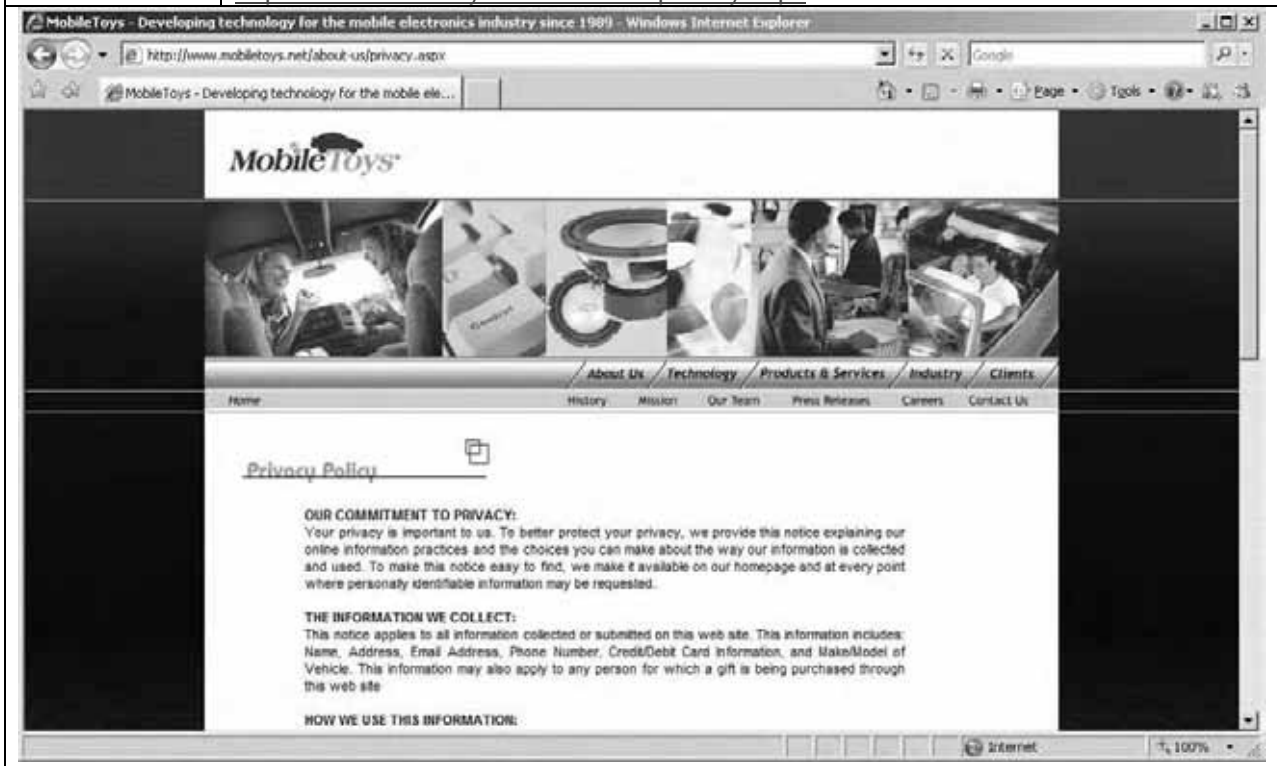 MobileToys - Developing technology for the mobile electronics industry since 1989 - Windows Internet Explorer
http://www.mobiletoys.net/about-us/privacy.aspx
Google
MobileToys - Developing technology for the mobile ele...
Page Tools
MobileToys
About Us Technology Products & Services Industry Clients
Home History Mission Our Team Press Releases Careers Contact Us
Privacy Policy
OUR COMMITMENT TO PRIVACY:
Your privacy is important to us. To better protect your privacy, we provide this notice explaining our
online information practices and the choices you can make about the way our information is collected
and used. To make this notice easy to find, we make it available on our homepage and at every point
where personally identifiable information may be requested.
THE INFORMATION WE COLLECT:
This notice applies to all information collected or submitted on this web site. This information includes:
Name, Address, Email Address, Phone Number, Credit/Debit Card Information, and Make/Model of
Vehicle. This information may also apply to any person for which a gift is being purchased through
this web site
HOW WE USE THIS INFORMATION:
Internet 100%